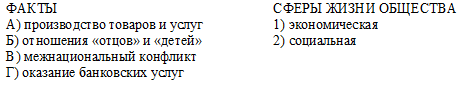 ФАКТЫ СФЕРЫ ЖИЗНИ ОБЩЕСТВА
А) производство товаров и услуг 1) экономическая
Б) отношения «отцов» и «детей» 2) социальная
В) межнациональный конфликт
Г) оказание банковских услуг